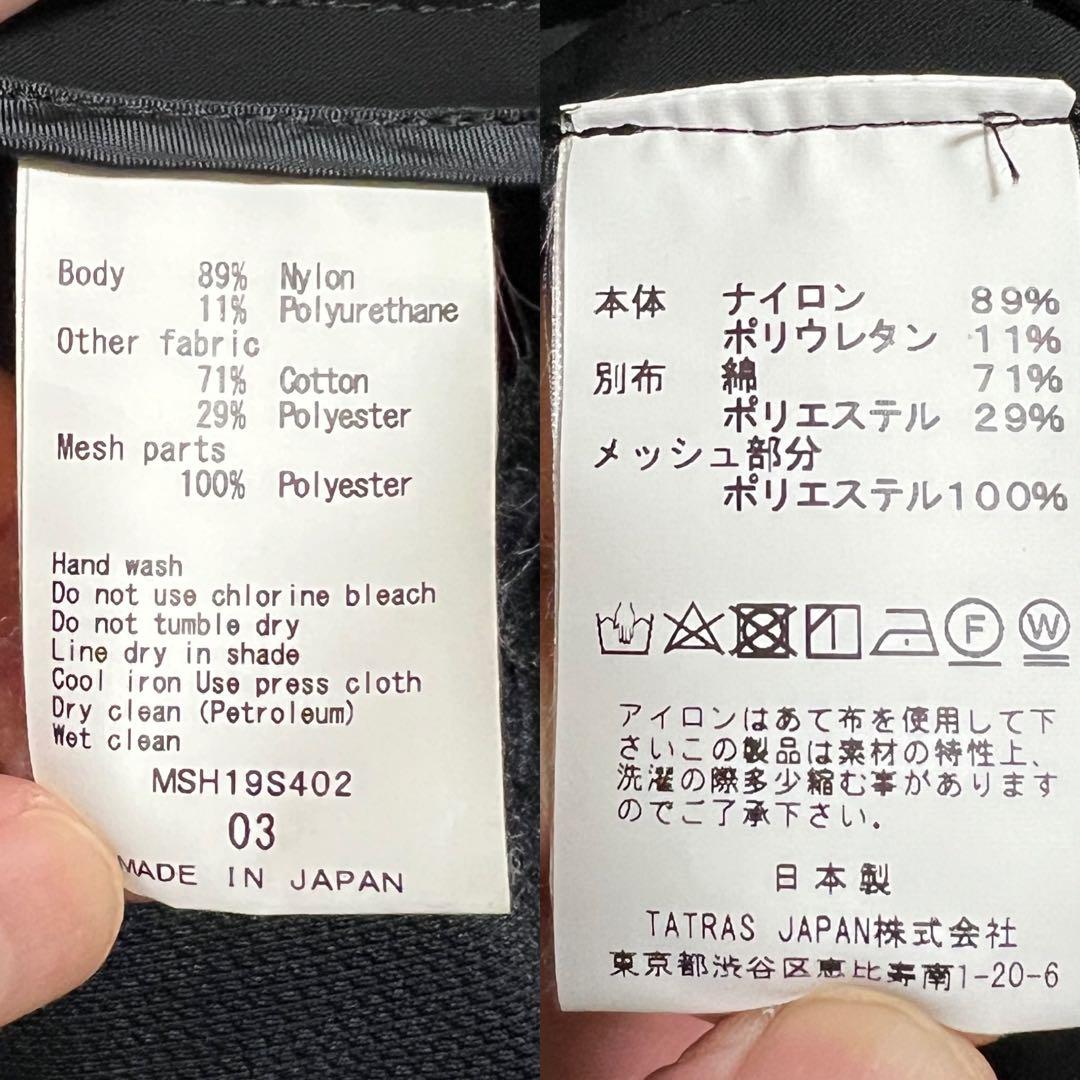 Body 89% Nylon
11% Polyurethane
Other fabric
71% Cotton
29% Polyester
Mesh parts
100% Polyester
Hand wash
Do not use chlorine bleach
Do not tumble dry
Line dry in shade
Cool iron Use press cloth
Dry clean (Petroleum)
Wet clean
MSH19S402
03
MADE IN JAPAN
本体 ナイロン 89%
ポリウレタン 11%
別布 綿 71%
ポリエステル 29%
メッシュ部分
ポリエステル100%
F W
アイロンはあて布を使用して下
さいこの製品は素材の特性上、
洗濯の際多少縮む事があります
のでご了承下さい。
日本製
TATRAS JAPAN株式会社
東京都渋谷区恵比寿南1-20-6